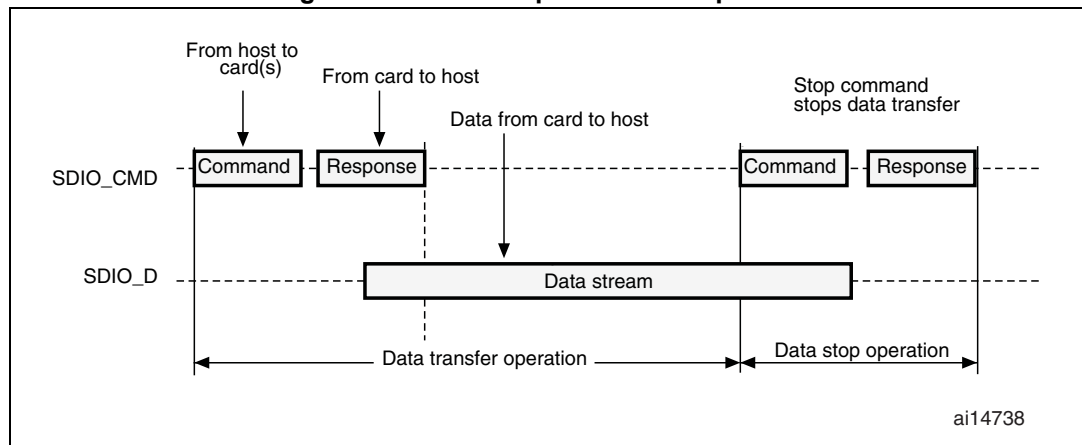 From host to
card(s)
From card to host
Data from card to host
Stop command
stops data transfer
SDIO_CMD
Command
Response
Command
Response
SDIO_D
Data stream
Data transfer operation
Data stop operation
ai14738